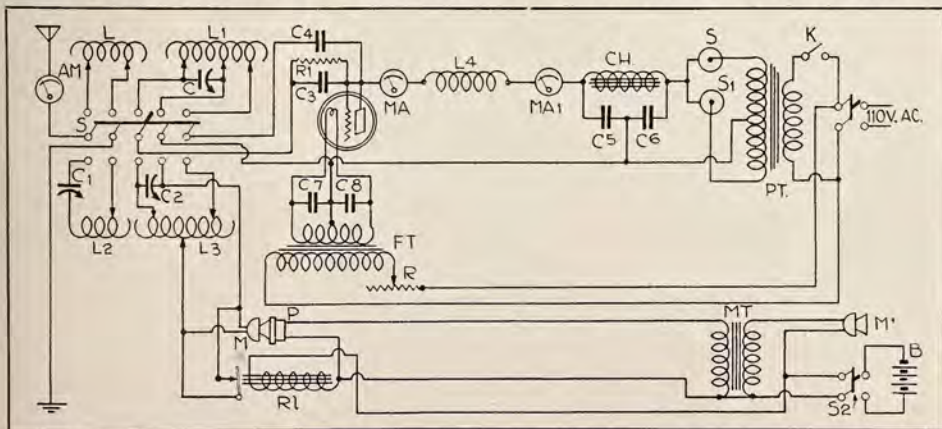 L L1 C4 S K
AM C R1 L4 CH. S1
C3 MA MA1 110V. AC.
S C5 C6
C1 C2 C7 C8 PT.
L2 L3 FT
R
P MT
M M' B
Rl S2